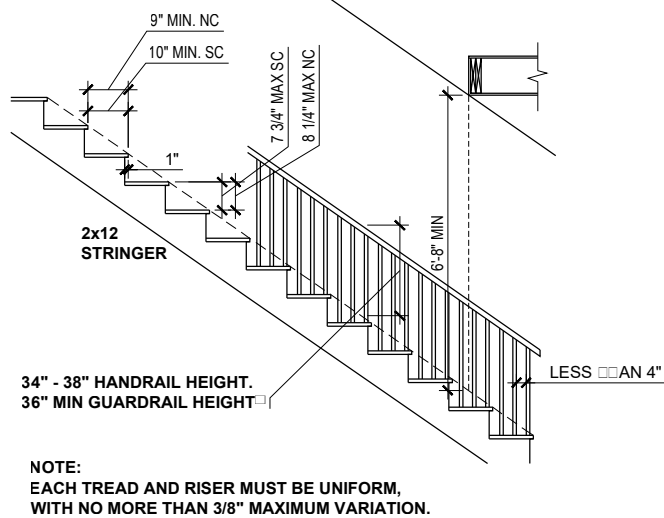 9" MIN. NC
10" MIN. SC
7 3/4" MAX SC
8 1/4" MAX NC
1"
2x12
STRINGER
6'-8" MIN
34" - 38" HANDRAIL HEIGHT.
36" MIN GUARDRAIL HEIGHT
LESS □□AN 4"
NOTE:
EACH TREAD AND RISER MUST BE UNIFORM,
WITH NO MORE THAN 3/8" MAXIMUM VARIATION.